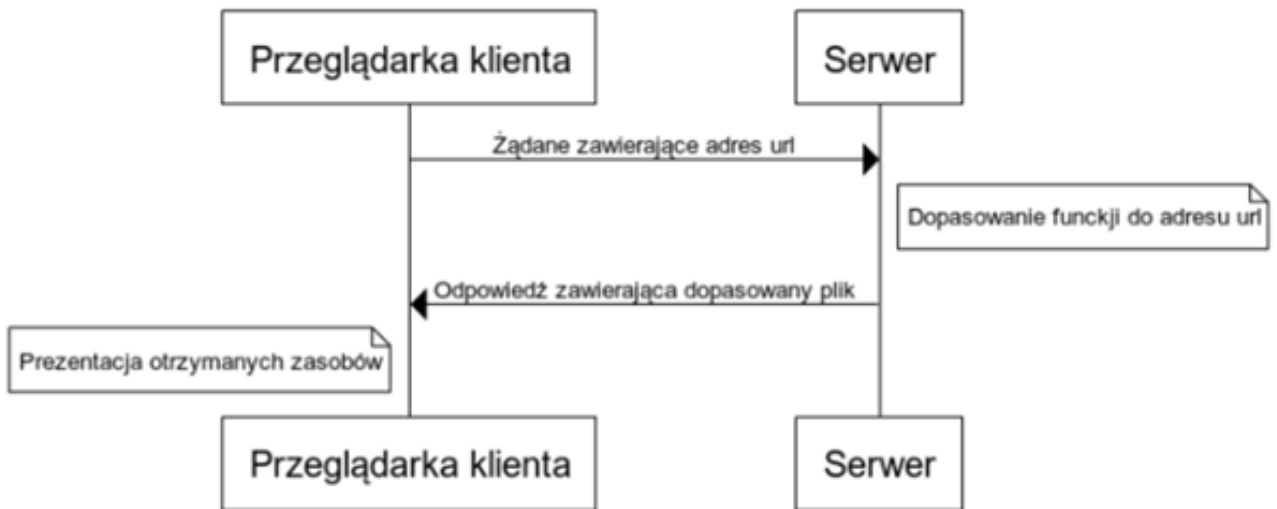 Przeglądarka klienta
Serwer
Żądane zawierające adres url
Dopasowanie funckji do adresu url
Odpowiedź zawierająca dopasowany plik
Prezentacja otrzymanych zasobów
Przeglądarka klienta
Serwer